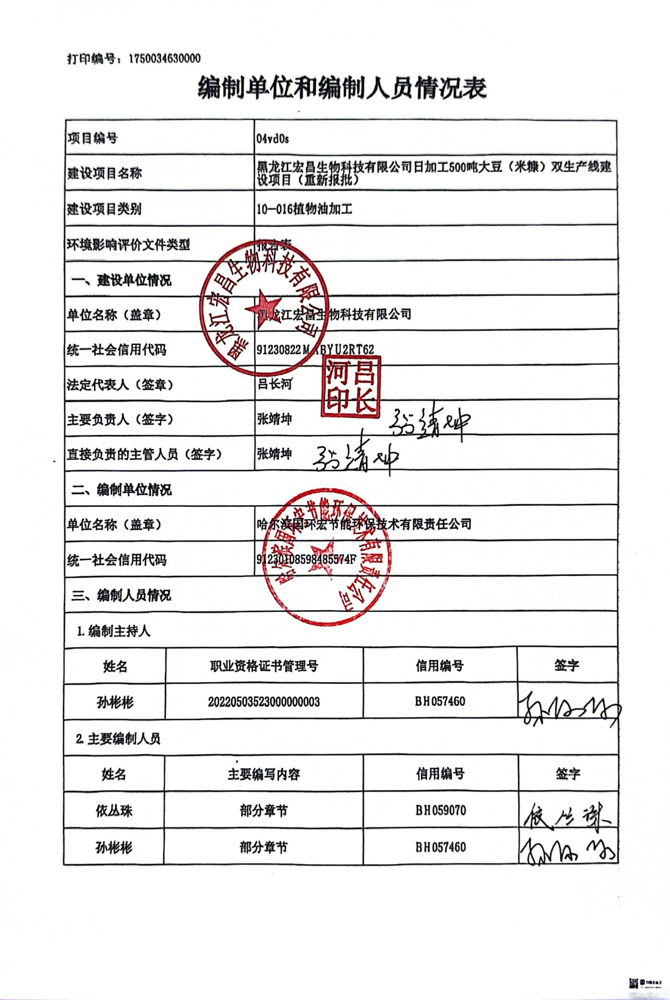 打印编号：1750034630000
编制单位和编制人员情况表
项目编号 04vd0s
建设项目名称 黑龙江宏昌生物科技有限公司日加工500吨大豆（米糠）双生产线建
设项目（重新报批）
建设项目类别 10—016植物油加工
环境影响评价文件类型 报告表
一、建设单位情况
单位名称（盖章） 黑龙江宏昌生物科技有限公司
统一社会信用代码 91230822MABYU2RT62
法定代表人（签章） 吕长河
主要负责人（签字） 张靖坤 张靖坤
直接负责的主管人员（签字） 张靖坤 张靖坤
黑龙江宏昌生物科技有限公司
吕长河印
二、编制单位情况
单位名称（盖章） 哈尔滨国环宏节能环保技术有限责任公司
统一社会信用代码 91230108598485574F
哈尔滨国环宏节能环保技术有限责任公司
三、编制人员情况
1.编制主持人
姓名 职业资格证书管理号 信用编号 签字
孙彬彬 20220503523000000003 BH057460 孙彬彬
2.主要编制人员
姓名 主要编写内容 信用编号 签字
依丛珠 部分章节 BH059070 依丛珠
孙彬彬 部分章节 BH057460 孙彬彬
扫描全能王